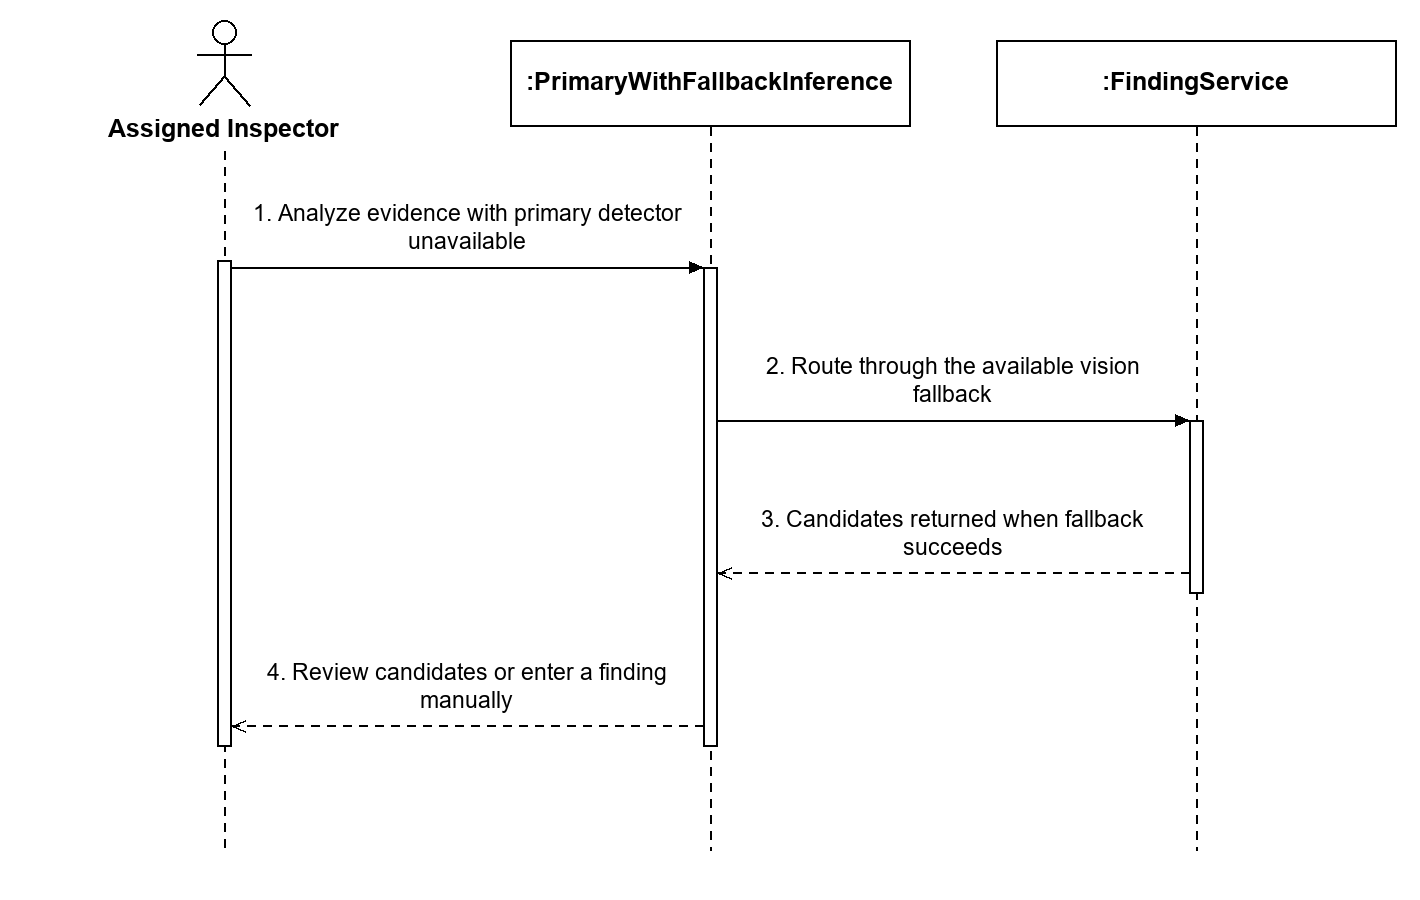 Assigned Inspector
:PrimaryWithFallbackInference
:FindingService
1. Analyze evidence with primary detector
unavailable
2. Route through the available vision
fallback
3. Candidates returned when fallback
succeeds
4. Review candidates or enter a finding
manually